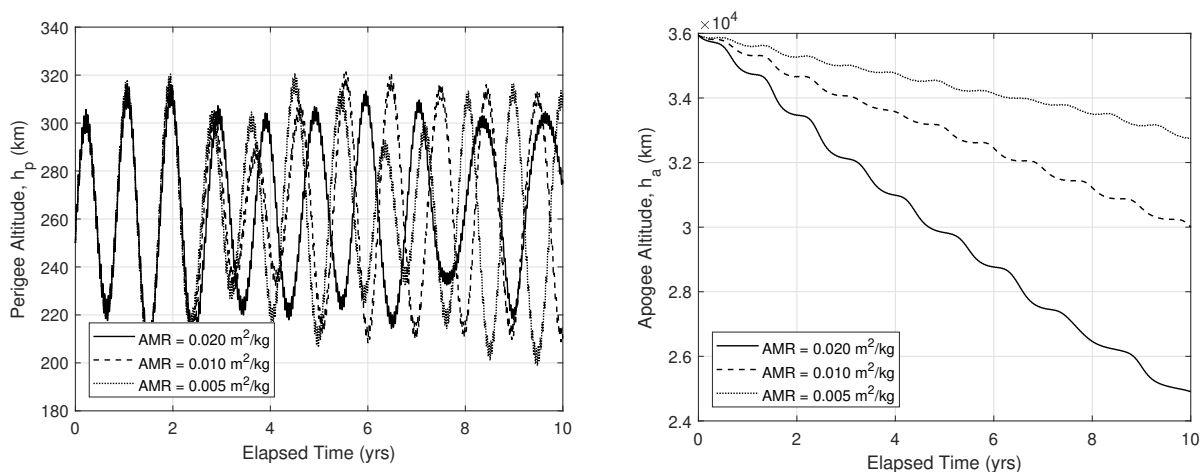 340
320
300
280
260
240
220
200
180
0
2
4
6
8
10
Perigee Altitude, h_p (km)
Elapsed Time (yrs)
AMR = 0.020 m²/kg
AMR = 0.010 m²/kg
AMR = 0.005 m²/kg
×10⁴
3.6
3.4
3.2
3
2.8
2.6
2.4
0
2
4
6
8
10
Apogee Altitude, h_a (km)
Elapsed Time (yrs)
AMR = 0.020 m²/kg
AMR = 0.010 m²/kg
AMR = 0.005 m²/kg